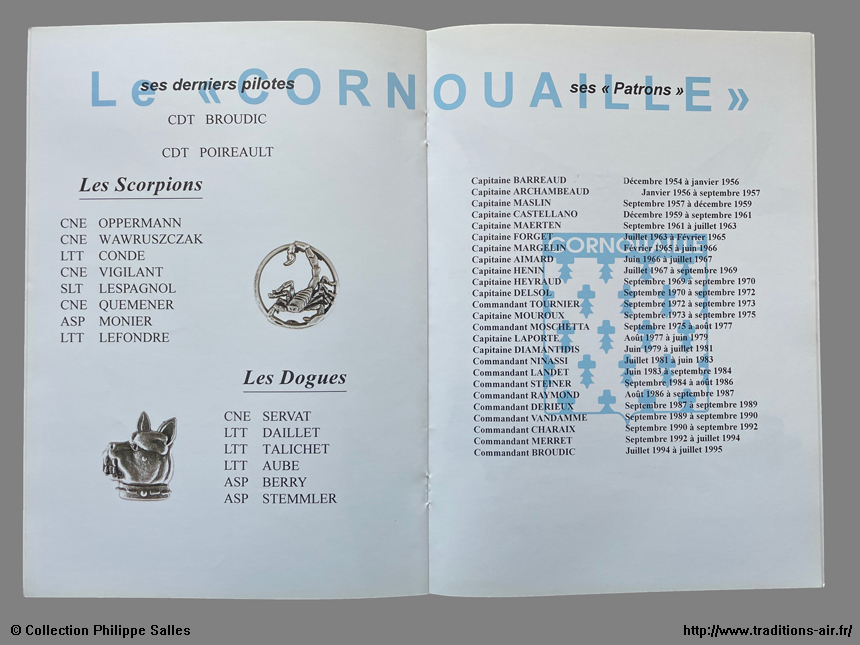 Le « CORNOUAILLE »
ses derniers pilotes
CDT BROUDIC
CDT POIREAULT
Les Scorpions
CNE OPPERMANN
CNE WAWRUSZCZAK
LTT CONDE
CNE VIGILANT
SLT LESPAGNOL
CNE QUEMENER
ASP MONIER
LTT LEFONDRE
Les Dogues
CNE SERVAT
LTT DAILLET
LTT TALICHET
LTT AUBE
ASP BERRY
ASP STEMMLER
ses « Patrons »
CORNOUAILLE
Capitaine BARREAUD Décembre 1954 à janvier 1956
Capitaine ARCHAMBEAUD Janvier 1956 à septembre 1957
Capitaine MASLIN Septembre 1957 à décembre 1959
Capitaine CASTELLANO Décembre 1959 à septembre 1961
Capitaine MAERTEN Septembre 1961 à juillet 1963
Capitaine FORGET Juillet 1963 à Février 1965
Capitaine MARGELIN Février 1965 à juin 1966
Capitaine AIMARD Juin 1966 à juillet 1967
Capitaine HENIN Juillet 1967 à septembre 1969
Capitaine HEYRAUD Septembre 1969 à septembre 1970
Capitaine DELSOL Septembre 1970 à septembre 1972
Commandant TOURNIER Septembre 1972 à septembre 1973
Capitaine MOUROUX Septembre 1973 à septembre 1975
Commandant MOSCHETTA Septembre 1975 à août 1977
Capitaine LAPORTE Août 1977 à juin 1979
Capitaine DIAMANTIDIS Juin 1979 à juillet 1981
Commandant NINASSI Juillet 1981 à juin 1983
Commandant LANDET Juin 1983 à septembre 1984
Commandant STEINER Septembre 1984 à août 1986
Commandant RAYMOND Août 1986 à septembre 1987
Commandant DERIEUX Septembre 1987 à septembre 1989
Commandant VANDAMME Septembre 1989 à septembre 1990
Commandant CHARAIX Septembre 1990 à septembre 1992
Commandant MERRET Septembre 1992 à juillet 1994
Commandant BROUDIC Juillet 1994 à juillet 1995
© Collection Philippe Salles
http://www.traditions-air.fr/